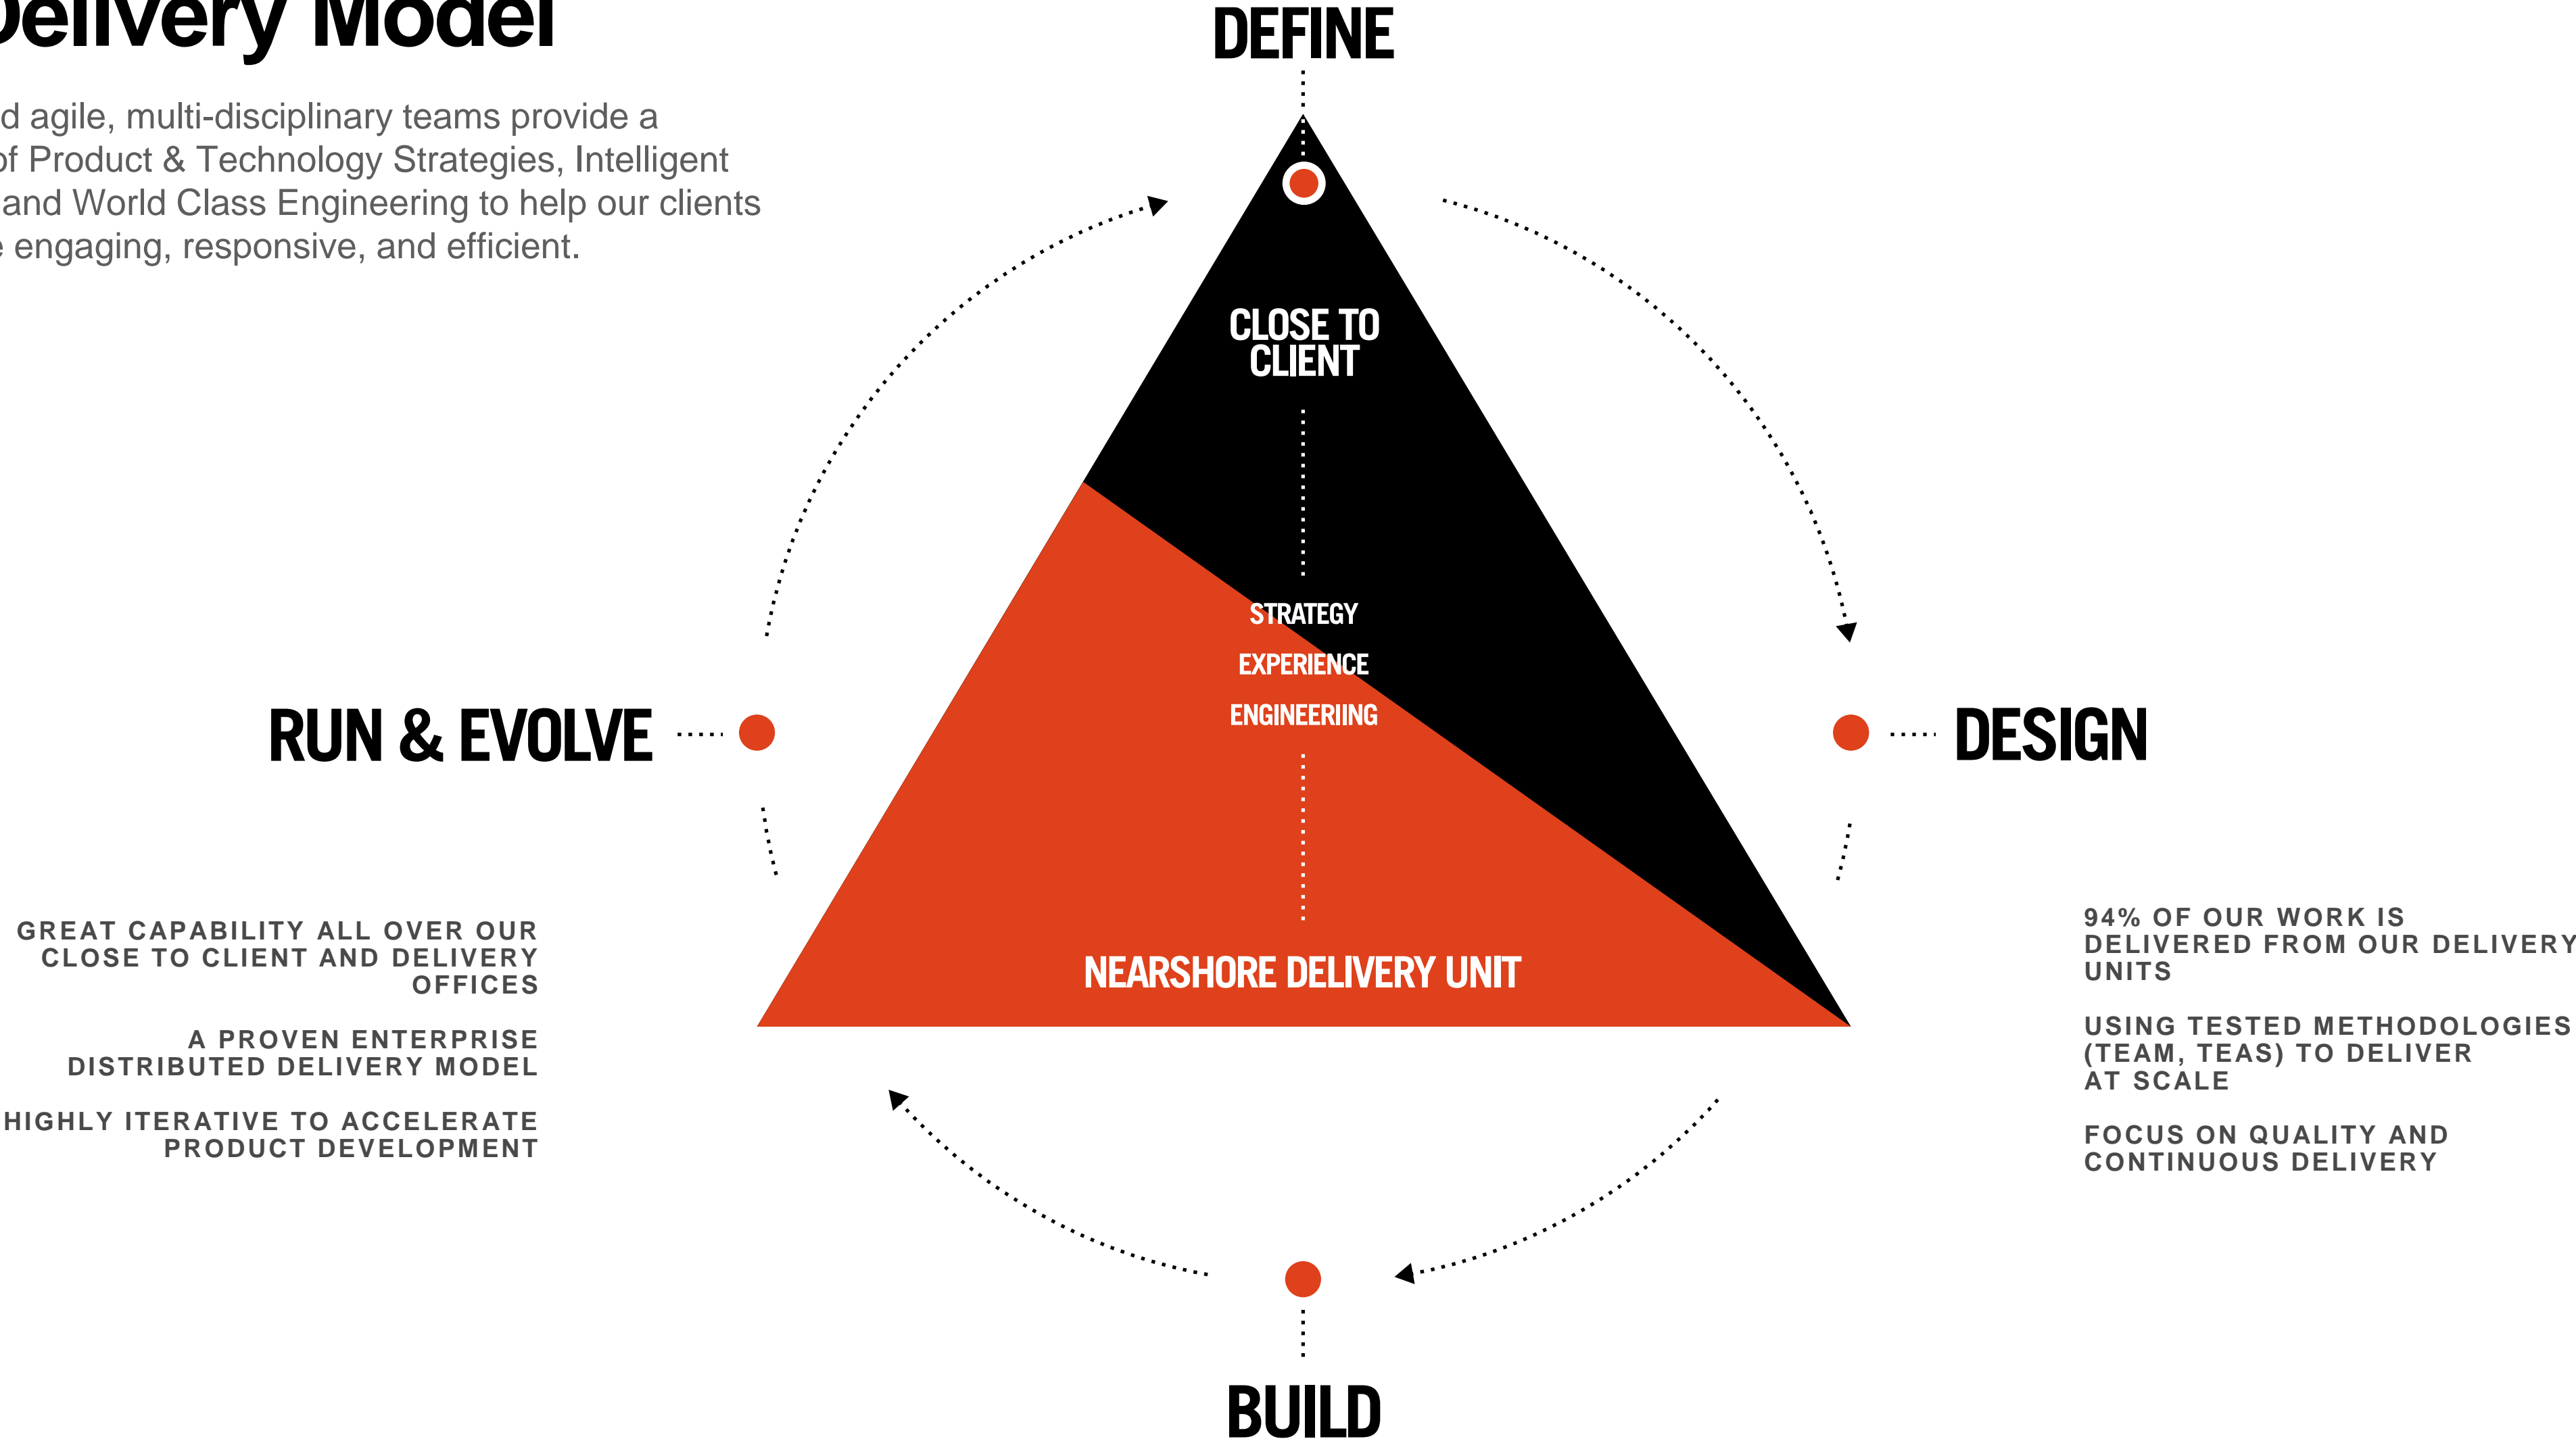 Delivery Model
d agile, multi-disciplinary teams provide a
of Product & Technology Strategies, Intelligent
and World Class Engineering to help our clients
e engaging, responsive, and efficient.
DEFINE
CLOSE TO
CLIENT
STRATEGY
EXPERIENCE
ENGINEERIING
NEARSHORE DELIVERY UNIT
RUN & EVOLVE
DESIGN
GREAT CAPABILITY ALL OVER OUR
CLOSE TO CLIENT AND DELIVERY
OFFICES
A PROVEN ENTERPRISE
DISTRIBUTED DELIVERY MODEL
HIGHLY ITERATIVE TO ACCELERATE
PRODUCT DEVELOPMENT
94% OF OUR WORK IS
DELIVERED FROM OUR DELIVERY
UNITS
USING TESTED METHODOLOGIES
(TEAM, TEAS) TO DELIVER
AT SCALE
FOCUS ON QUALITY AND
CONTINUOUS DELIVERY
BUILD